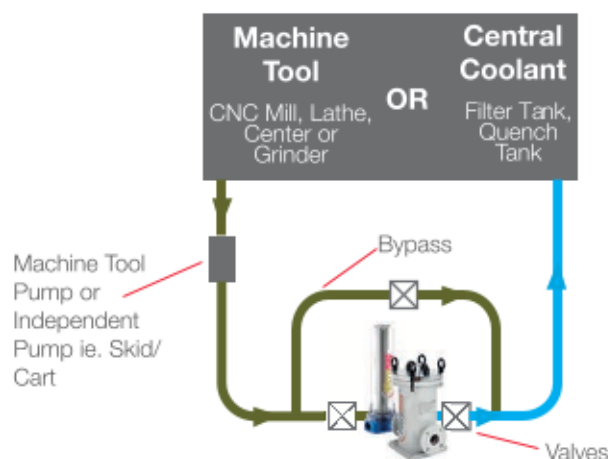 Machine
Tool
CNC Mill, Lathe,
Center or
Grinder
OR
Central
Coolant
Filter Tank,
Quench
Tank
Machine Tool
Pump or
Independent
Pump ie. Skid/
Cart
Bypass
Valves